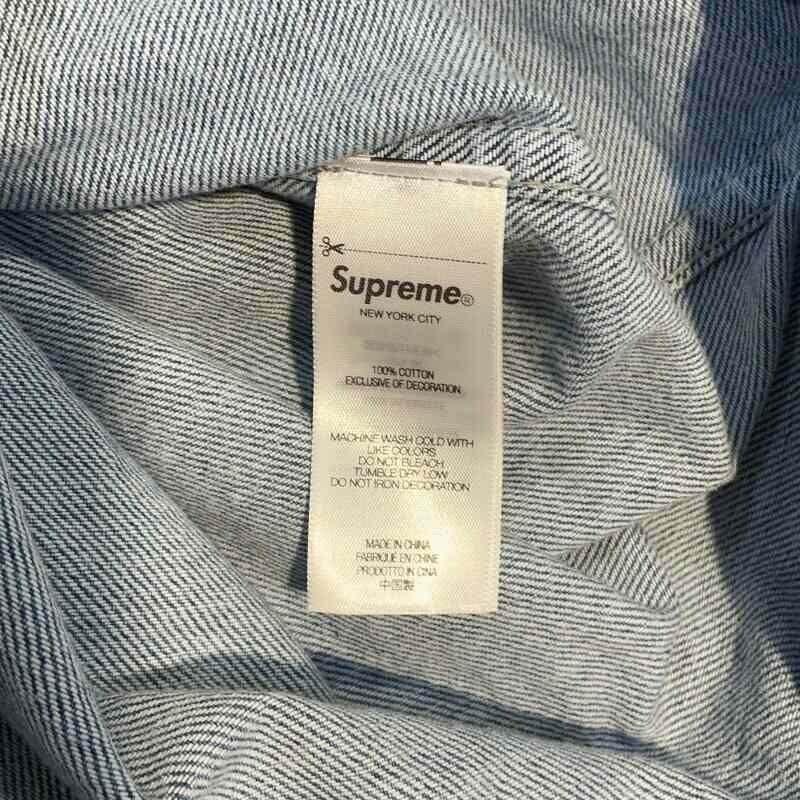 Supreme®
NEW YORK CITY
100% COTTON
EXCLUSIVE OF DECORATION
MACHINE WASH COLD WITH
LIKE COLORS
DO NOT BLEACH
TUMBLE DRY LOW
DO NOT IRON DECORATION
MADE IN CHINA
FABRIQUÉ EN CHINE
PRODOTTO IN CINA
中国製